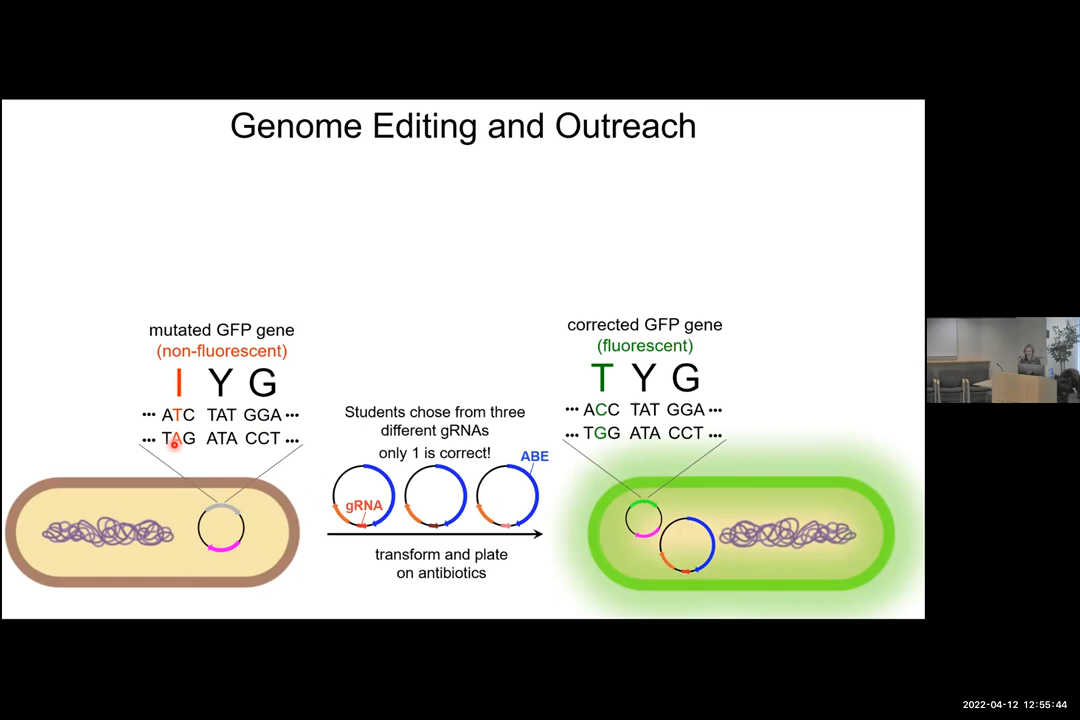 Genome Editing and Outreach
mutated GFP gene
(non-fluorescent)
I Y G
••• ATC TAT GGA •••
••• TAG ATA CCT •••
Students chose from three
different gRNAs
only 1 is correct!
ABE
gRNA
transform and plate
on antibiotics
corrected GFP gene
(fluorescent)
T Y G
••• ACC TAT GGA •••
••• TGG ATA CCT •••
2022-04-12 12:55:44